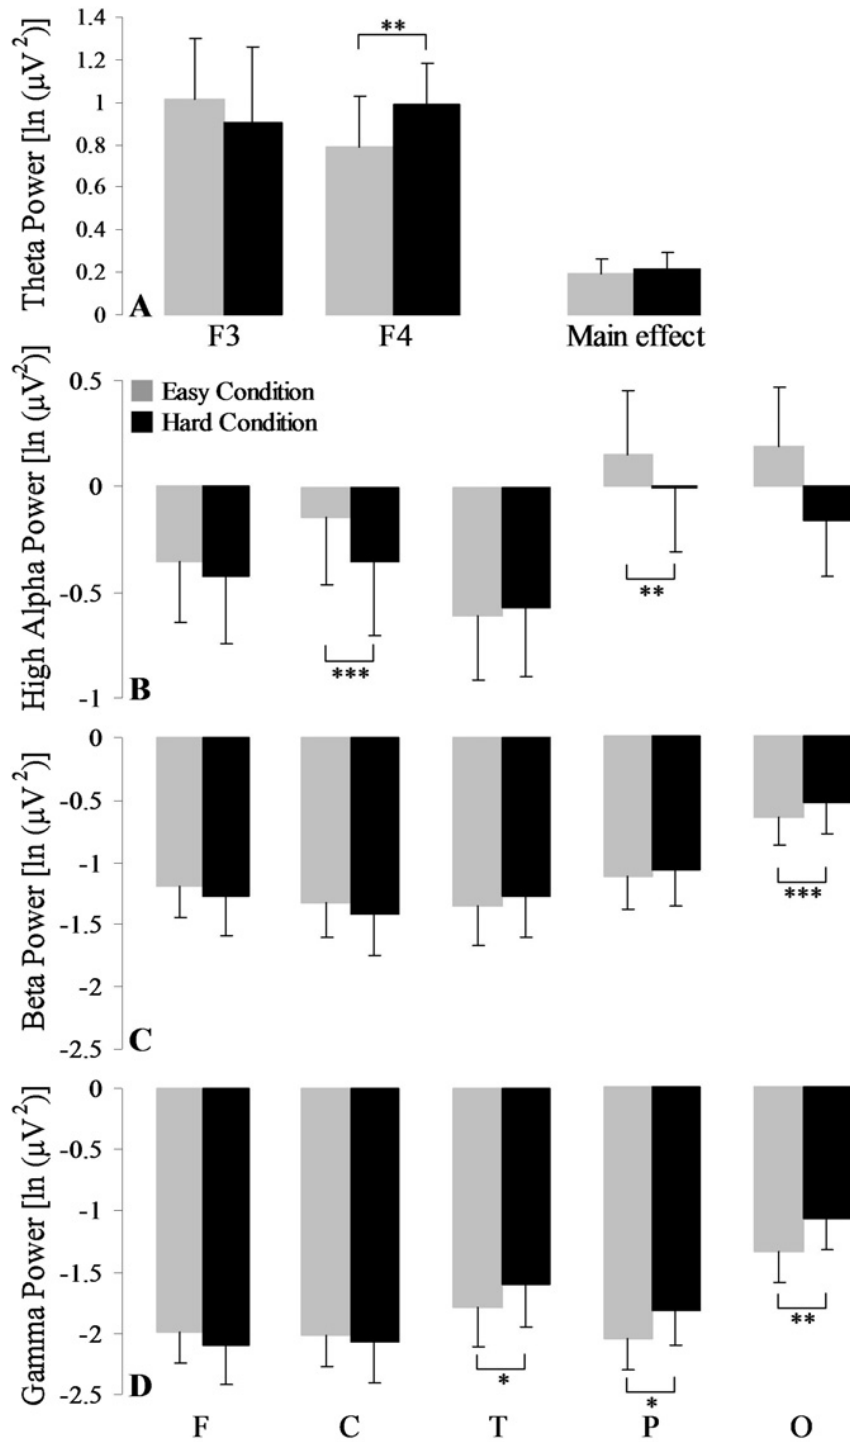 Theta Power [ln (µV²)]
1.4
1.2
1
0.8
0.6
0.4
0.2
0
**
A
F3 F4 Main effect
High Alpha Power [ln (µV²)]
0.5
0
-0.5
-1
Easy Condition
Hard Condition
*** **
B
Beta Power [ln (µV²)]
0
-0.5
-1
-1.5
-2
-2.5
***
C
Gamma Power [ln (µV²)]
0
-0.5
-1
-1.5
-2
-2.5
* * **
D
F C T P O